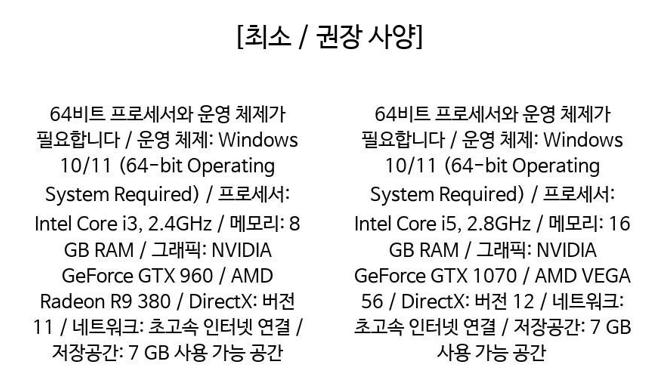 [최소 / 권장 사양]
64비트 프로세서와 운영 체제가
필요합니다 / 운영 체제: Windows
10/11 (64-bit Operating
System Required) / 프로세서:
Intel Core i3, 2.4GHz / 메모리: 8
GB RAM / 그래픽: NVIDIA
GeForce GTX 960 / AMD
Radeon R9 380 / DirectX: 버전
11 / 네트워크: 초고속 인터넷 연결 /
저장공간: 7 GB 사용 가능 공간
64비트 프로세서와 운영 체제가
필요합니다 / 운영 체제: Windows
10/11 (64-bit Operating
System Required) / 프로세서:
Intel Core i5, 2.8GHz / 메모리: 16
GB RAM / 그래픽: NVIDIA
GeForce GTX 1070 / AMD VEGA
56 / DirectX: 버전 12 / 네트워크:
초고속 인터넷 연결 / 저장공간: 7 GB
사용 가능 공간